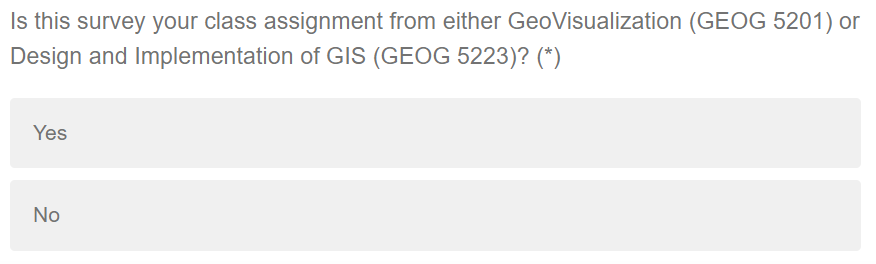 Is this survey your class assignment from either GeoVisualization (GEOG 5201) or
Design and Implementation of GIS (GEOG 5223)? (*)
Yes
No